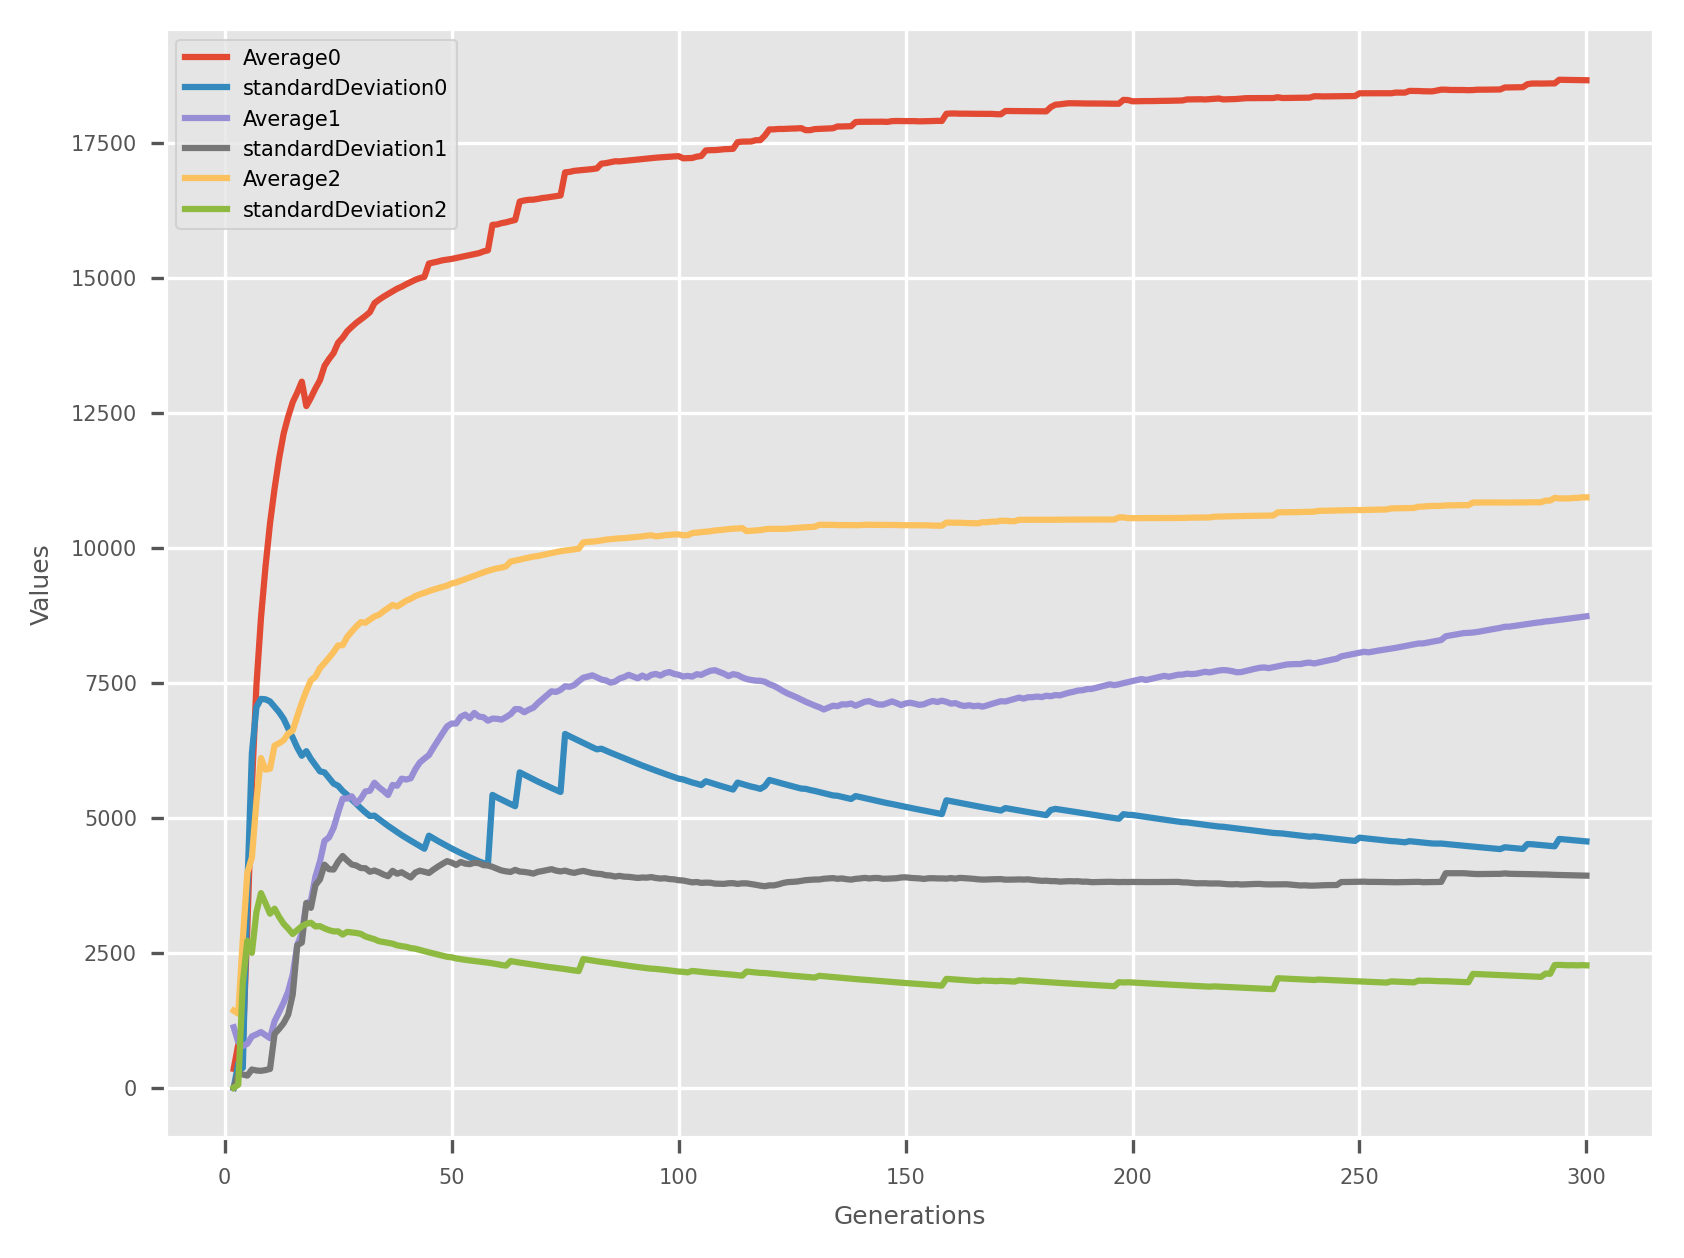 Average0
standardDeviation0
Average1
standardDeviation1
Average2
standardDeviation2
17500
15000
12500
10000
7500
5000
2500
0
Values
0 50 100 150 200 250 300
Generations